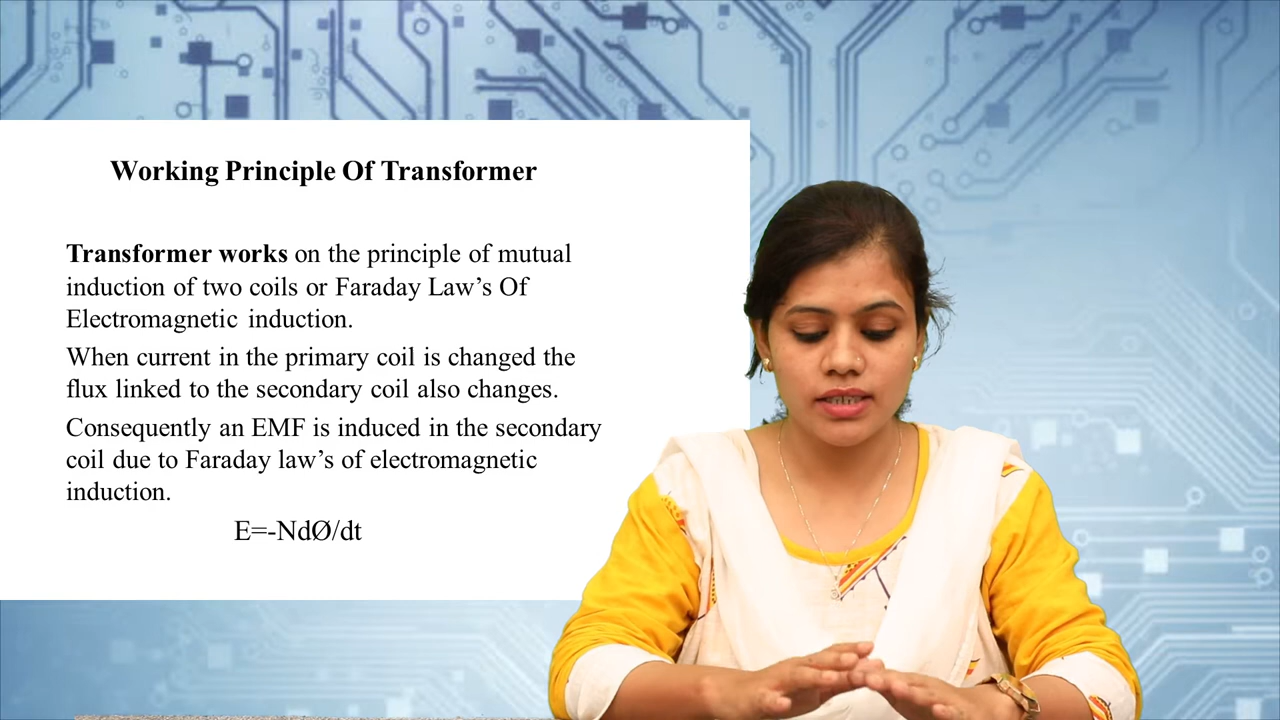 Working Principle Of Transformer
Transformer works on the principle of mutual
induction of two coils or Faraday Law’s Of
Electromagnetic induction.
When current in the primary coil is changed the
flux linked to the secondary coil also changes.
Consequently an EMF is induced in the secondary
coil due to Faraday law’s of electromagnetic
induction.
E=-NdØ/dt